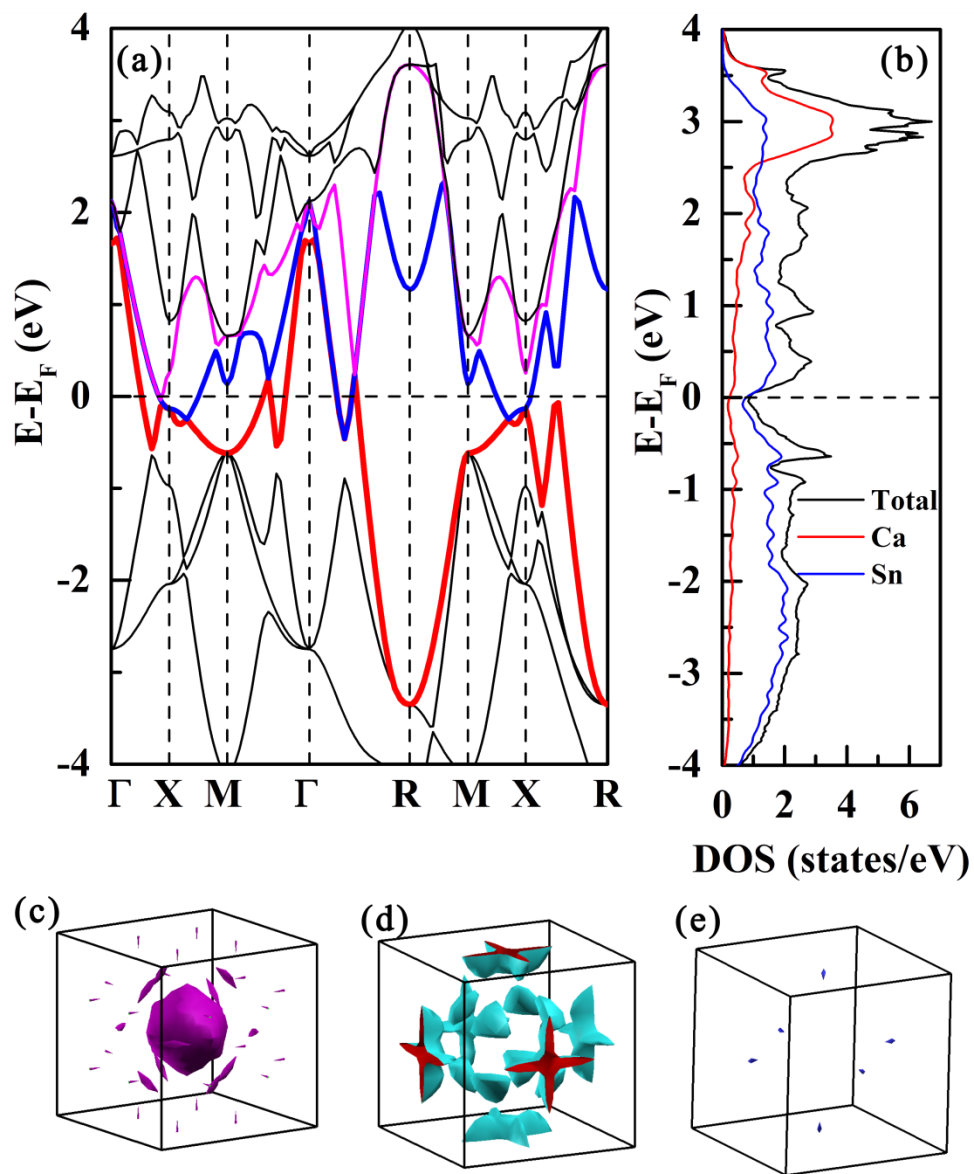 (a)
(b)
4
2
0
-2
-4
E-E_F (eV)
Γ X M Γ R M X R
4
3
2
1
0
-1
-2
-3
-4
E-E_F (eV)
Total
Ca
Sn
0 2 4 6
DOS (states/eV)
(c)
(d)
(e)